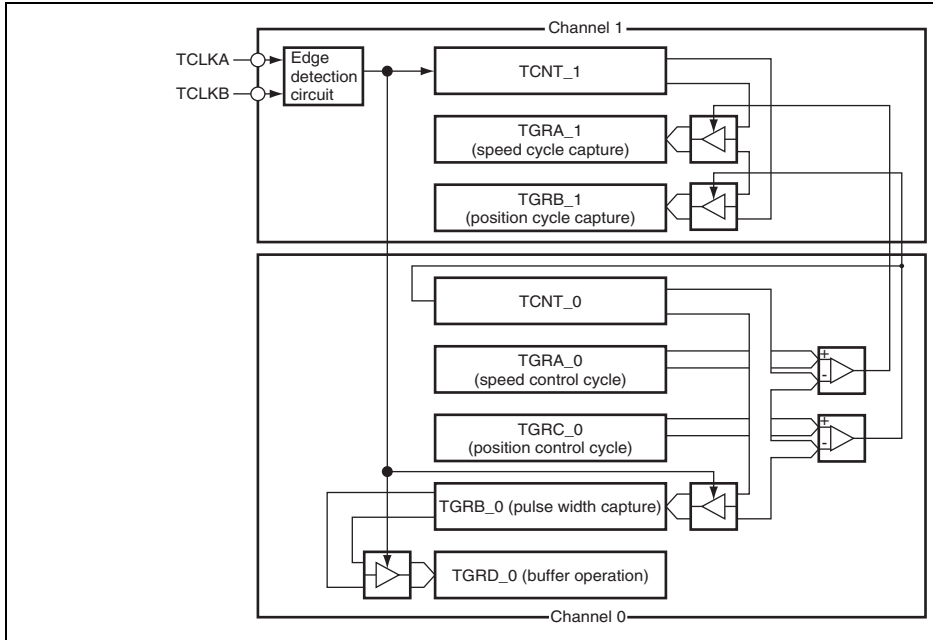 Channel 1
TCLKA
TCLKB
Edge
detection
circuit
TCNT_1
TGRA_1
(speed cycle capture)
TGRB_1
(position cycle capture)
TCNT_0
TGRA_0
(speed control cycle)
+
-
TGRC_0
(position control cycle)
+
-
TGRB_0 (pulse width capture)
TGRD_0 (buffer operation)
Channel 0